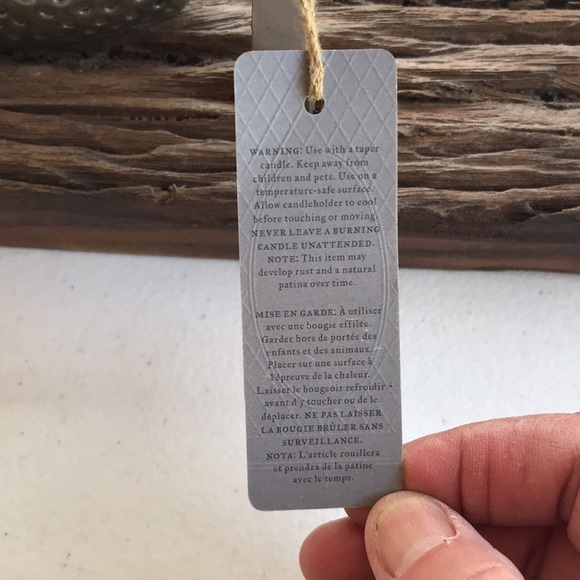 WARNING: Use with a taper
candle. Keep away from
children and pets. Use on a
temperature-safe surface.
Allow candleholder to cool
before touching or moving.
NEVER LEAVE A BURNING
CANDLE UNATTENDED.
NOTE: This item may
develop rust and a natural
patina over time.
MISE EN GARDE: À utiliser
avec une bougie effilée.
Garder hors de portée des
enfants et des animaux.
Placer sur une surface à
l'épreuve de la chaleur.
Laisser le bougeoir refroidir
avant d'y toucher ou de le
déplacer. NE PAS LAISSER
LA BOUGIE BRÛLER SANS
SURVEILLANCE.
NOTA: L'article rouillera
et prendra de la patine
avec le temps.